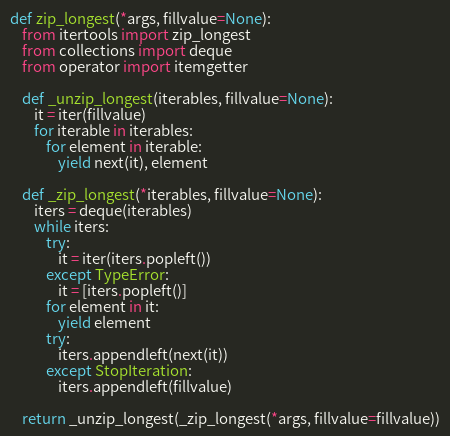 def zip_longest(*args, fillvalue=None):
    from itertools import zip_longest
    from collections import deque
    from operator import itemgetter

    def _unzip_longest(iterables, fillvalue=None):
        it = iter(fillvalue)
        for iterable in iterables:
            for element in iterable:
                yield next(it), element

    def _zip_longest(*iterables, fillvalue=None):
        iters = deque(iterables)
        while iters:
            try:
                it = iter(iters.popleft())
            except TypeError:
                it = [iters.popleft()]
            for element in it:
                yield element
            try:
                iters.appendleft(next(it))
            except StopIteration:
                iters.appendleft(fillvalue)

    return _unzip_longest(_zip_longest(*args, fillvalue=fillvalue))